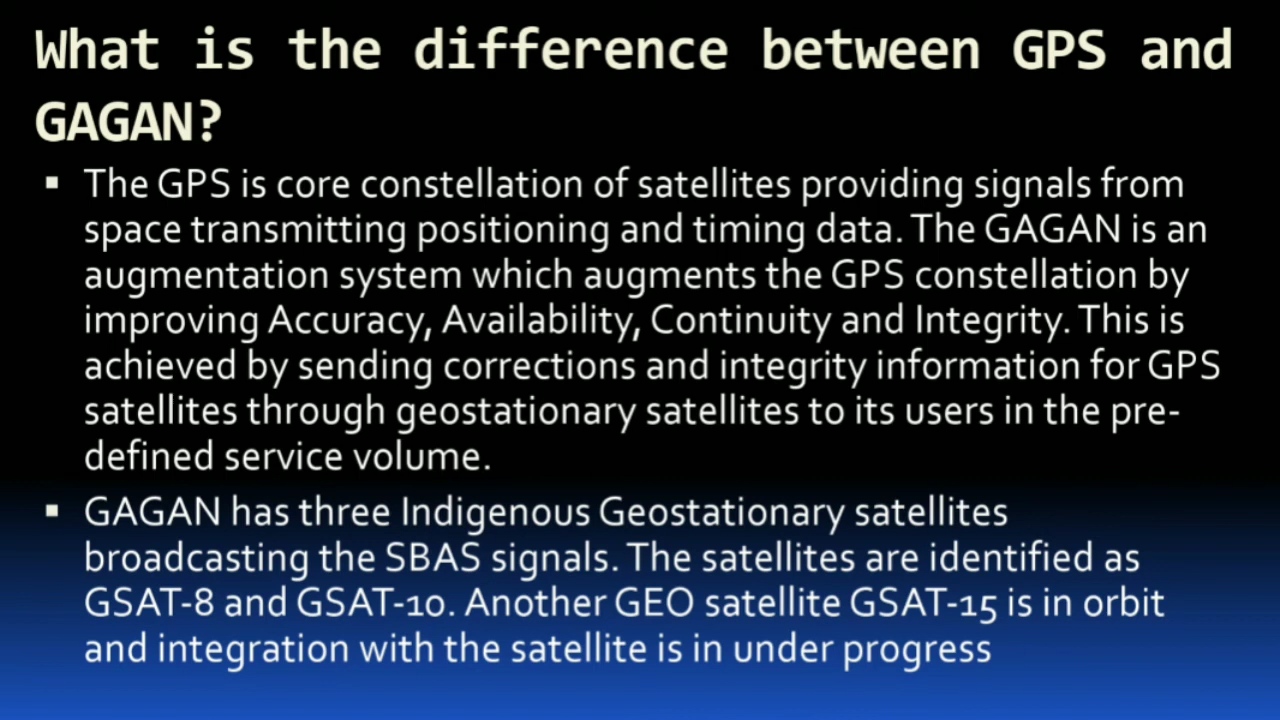 What is the difference between GPS and
GAGAN?
▪ The GPS is core constellation of satellites providing signals from
space transmitting positioning and timing data. The GAGAN is an
augmentation system which augments the GPS constellation by
improving Accuracy, Availability, Continuity and Integrity. This is
achieved by sending corrections and integrity information for GPS
satellites through geostationary satellites to its users in the pre-
defined service volume.
▪ GAGAN has three Indigenous Geostationary satellites
broadcasting the SBAS signals. The satellites are identified as
GSAT-8 and GSAT-10. Another GEO satellite GSAT-15 is in orbit
and integration with the satellite is in under progress